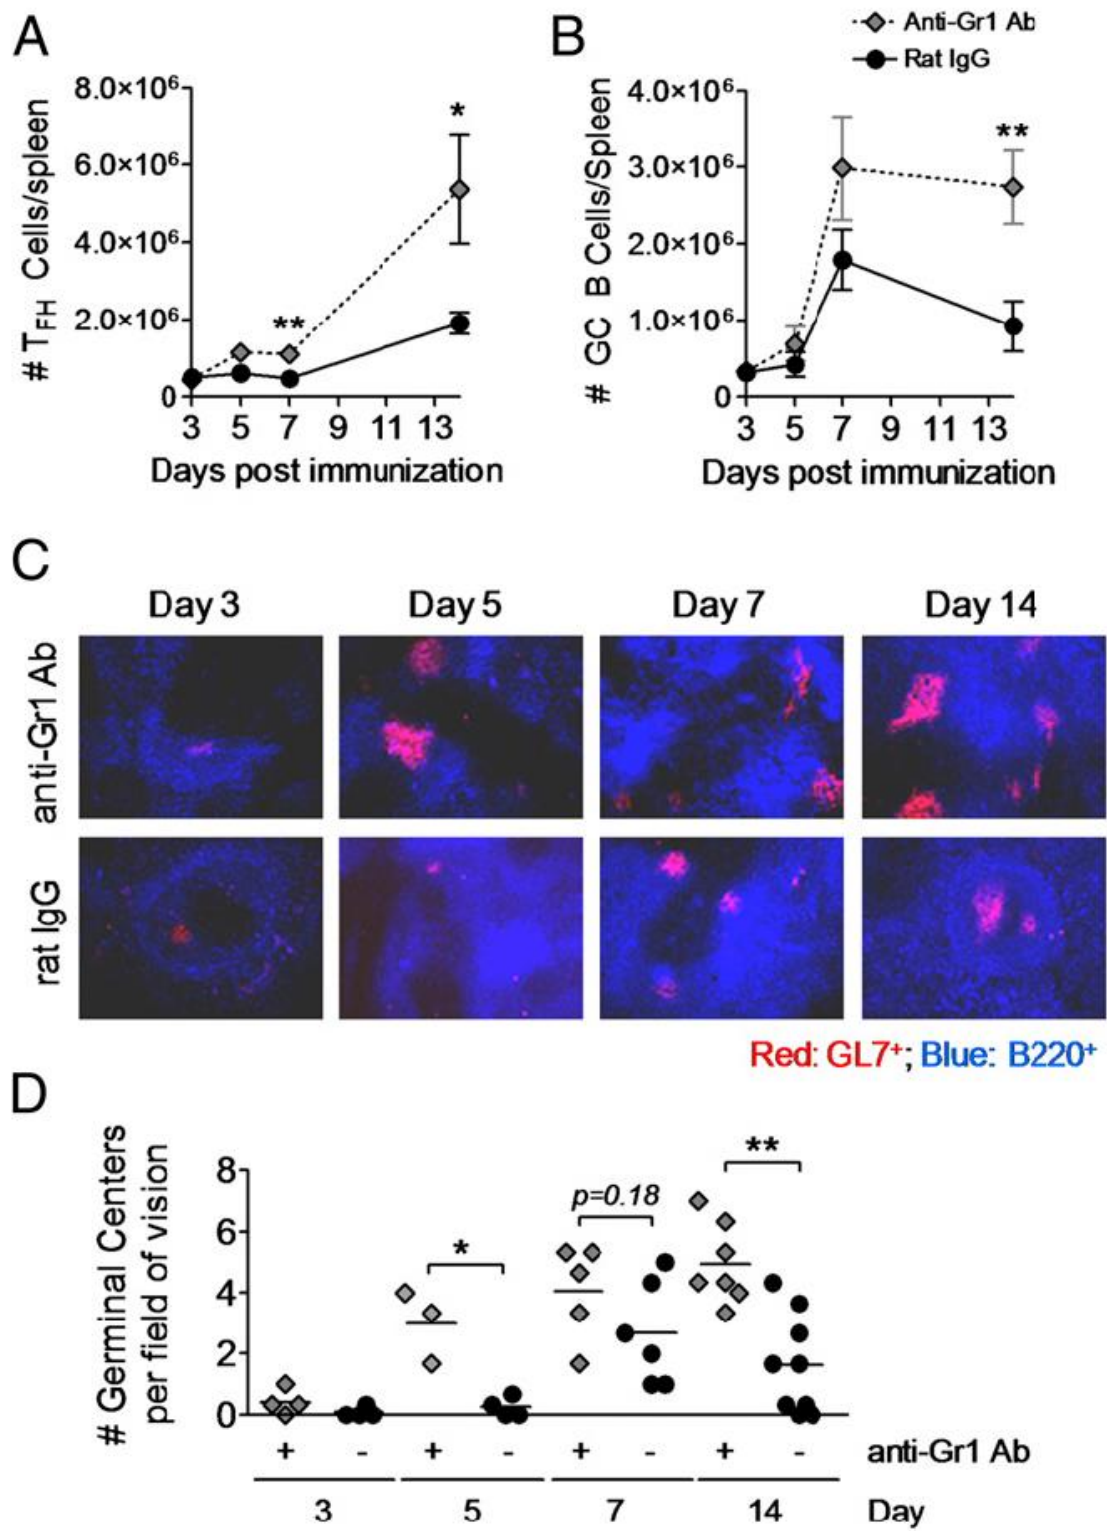 A
# TFH Cells/spleen
8.0×10⁶
6.0×10⁶
4.0×10⁶
2.0×10⁶
0
*
**
3 5 7 9 11 13
Days post immunization
B
Anti-Gr1 Ab
Rat IgG
# GC B Cells/Spleen
4.0×10⁶
3.0×10⁶
2.0×10⁶
1.0×10⁶
0
**
3 5 7 9 11 13
Days post immunization
C
Day 3 Day 5 Day 7 Day 14
anti-Gr1 Ab
rat IgG
Red: GL7⁺; Blue: B220⁺
D
# Germinal Centers
per field of vision
8
6
4
2
0
*
p=0.18
**
+ - + - + - + - anti-Gr1 Ab
3 5 7 14 Day